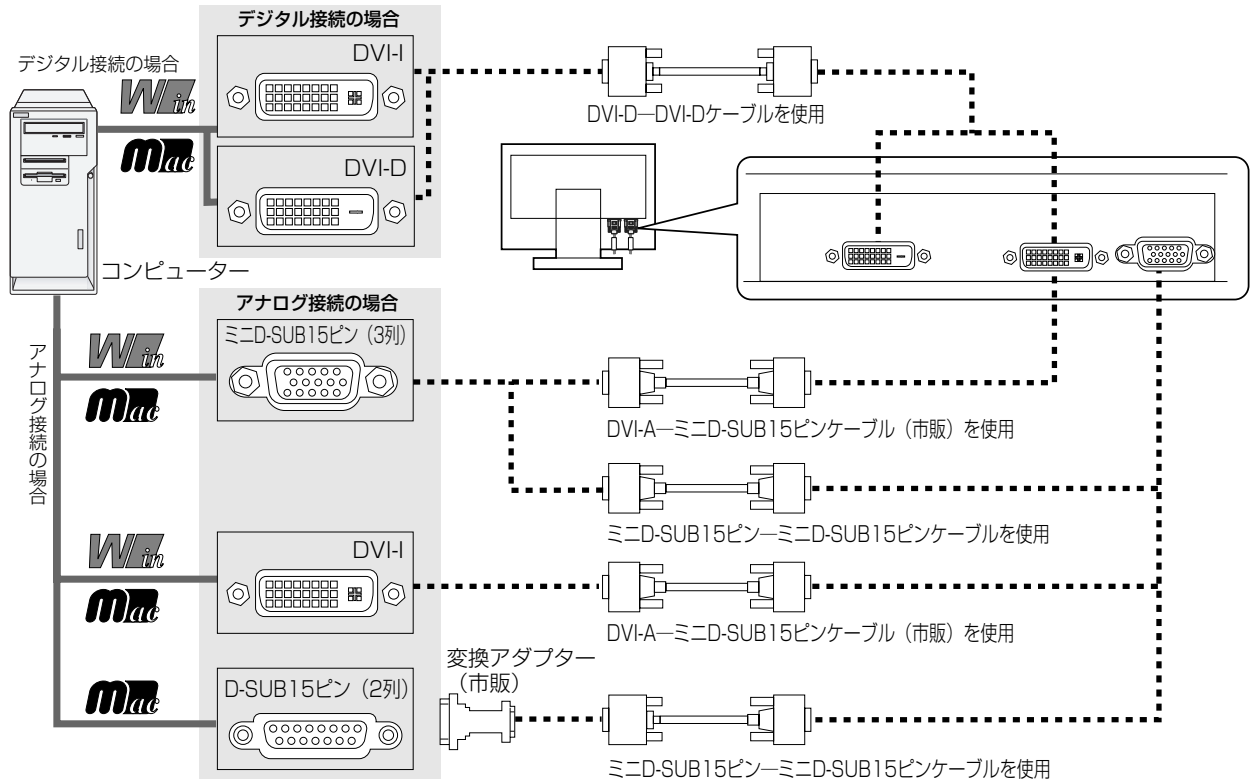 デジタル接続の場合
デジタル接続の場合
Win
Mac
DVI-I
DVI-D
DVI-D―DVI-Dケーブルを使用
コンピューター
アナログ接続の場合
アナログ接続の場合
Win
Mac
ミニD-SUB15ピン（3列）
DVI-A―ミニD-SUB15ピンケーブル（市販）を使用
ミニD-SUB15ピン―ミニD-SUB15ピンケーブルを使用
Win
Mac
DVI-I
DVI-A―ミニD-SUB15ピンケーブル（市販）を使用
Mac
D-SUB15ピン（2列）
変換アダプター
（市販）
ミニD-SUB15ピン―ミニD-SUB15ピンケーブルを使用